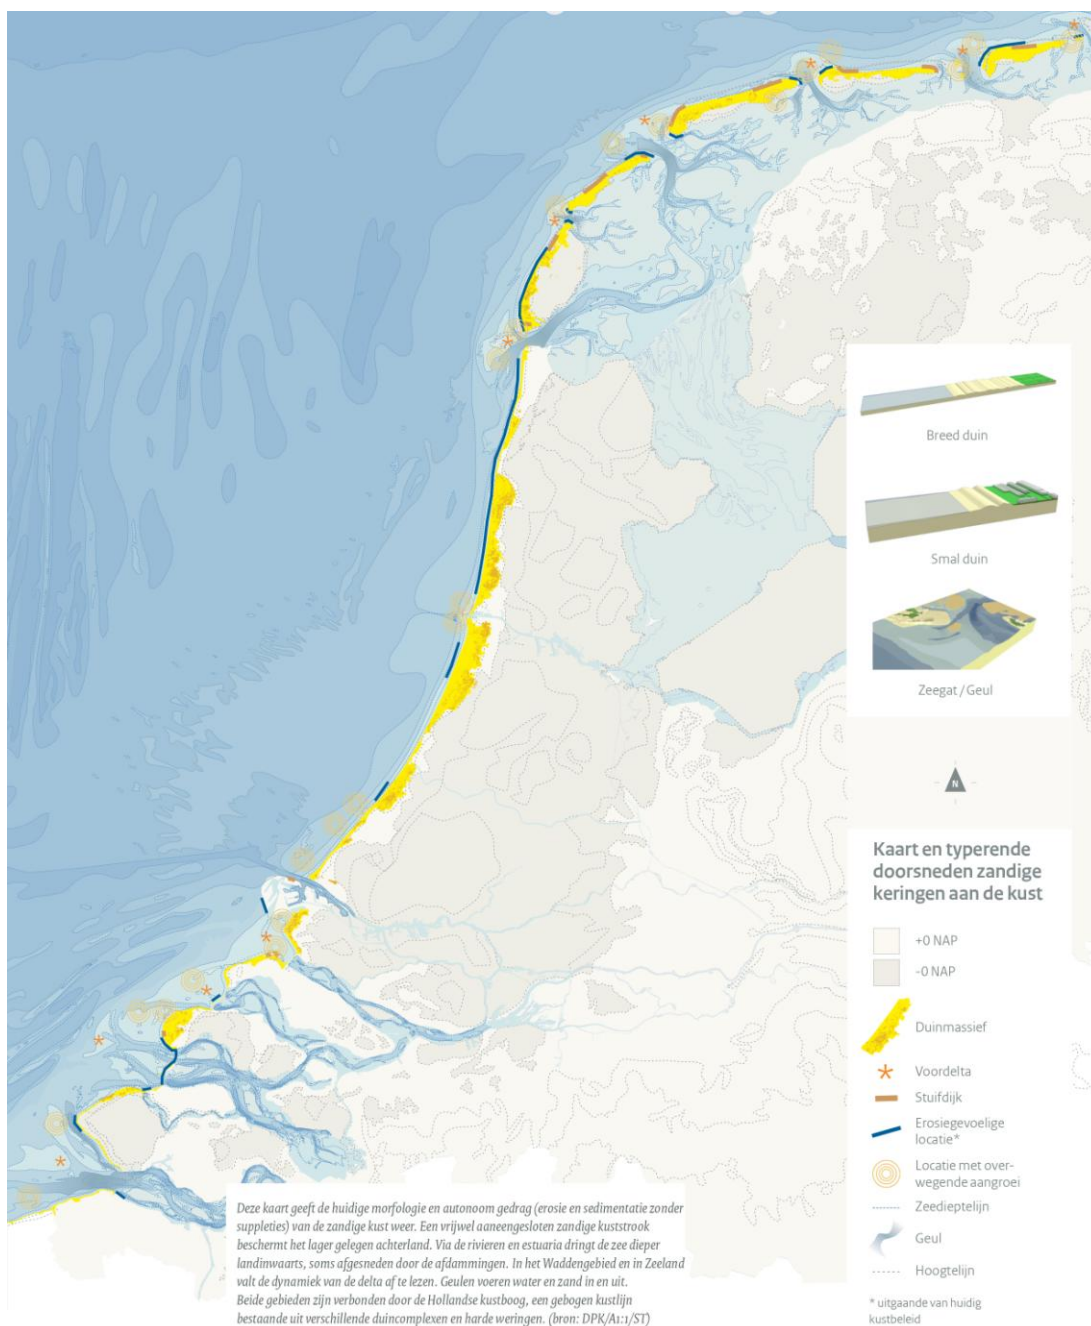 Breed duin
Smal duin
Zeegat / Geul
N
Kaart en typerende
doorsneden zandige
keringen aan de kust
+0 NAP
-0 NAP
Duinmassief
Voordelta
Stuifdijk
Erosiegevoelige
locatie*
Locatie met over-
wegende aangroei
Zeedieptelijn
Geul
Hoogtelijn
* uitgaande van huidig
kustbeleid
Deze kaart geeft de huidige morfologie en autonoom gedrag (erosie en sedimentatie zonder
suppleties) van de zandige kust weer. Een vrijwel aaneengesloten zandige kuststrook
beschermt het lager gelegen achterland. Via de rivieren en estuaria dringt de zee dieper
landinwaarts, soms afgesneden door de afdammingen. In het Waddengebied en in Zeeland
valt de dynamiek van de delta af te lezen. Geulen voeren water en zand in en uit.
Beide gebieden zijn verbonden door de Hollandse kustboog, een gebogen kustlijn
bestaande uit verschillende duincomplexen en harde weringen. (bron: DPK/A1:1/ST)